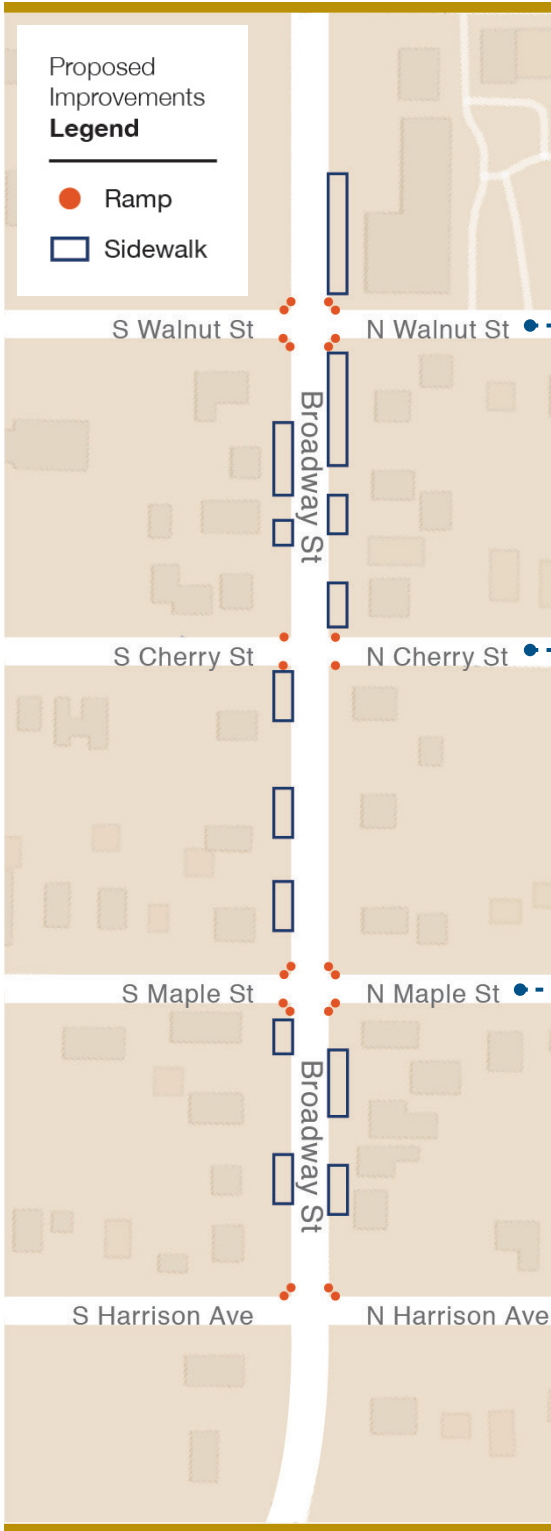 Proposed
Improvements
Legend
Ramp
Sidewalk
S Walnut St
N Walnut St
Broadway St
S Cherry St
N Cherry St
S Maple St
N Maple St
Broadway St
S Harrison Ave
N Harrison Ave